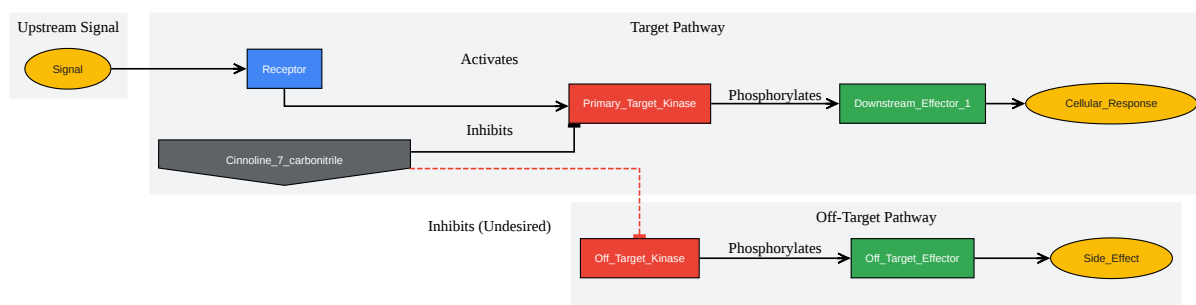 Upstream Signal
Target Pathway
Signal
Receptor
Activates
Primary_Target_Kinase
Phosphorylates
Downstream_Effector_1
Cellular_Response
Inhibits
Cinnoline_7_carbonitrile
Inhibits (Undesired)
Off-Target Pathway
Off_Target_Kinase
Phosphorylates
Off_Target_Effector
Side_Effect